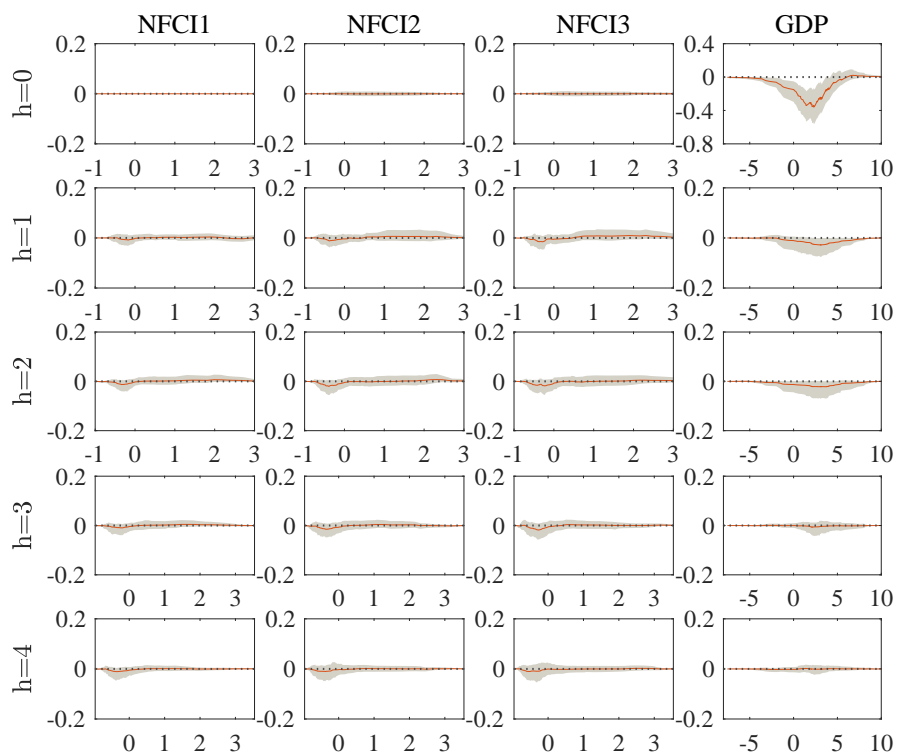 NFCI1 NFCI2 NFCI3 GDP
h=0
0.2 0.2 0.2 0.4
0 0 0 0
-0.4
-0.2 -0.2 -0.2 -0.8
-1 0 1 2 3 0 1 2 3 0 1 2 3 -5 0 5 10
h=1
0.2 0.2 0.2 0.2
0 0 0 0
-0.2 -0.2 -0.2 -0.2
-1 0 1 2 3 0 1 2 3 0 1 2 3 -5 0 5 10
h=2
0.2 0.2 0.2 0.2
0 0 0 0
-0.2 -0.2 -0.2 -0.2
-1 0 1 2 3 -1 0 1 2 3 -1 0 1 2 3 -5 0 5 10
h=3
0.2 0.2 0.2 0.2
0 0 0 0
-0.2 -0.2 -0.2 -0.2
0 1 2 3 0 1 2 3 0 1 2 3 -5 0 5 10
h=4
0.2 0.2 0.2 0.2
0 0 0 0
-0.2 -0.2 -0.2 -0.2
0 1 2 3 0 1 2 3 0 1 2 3 -5 0 5 10